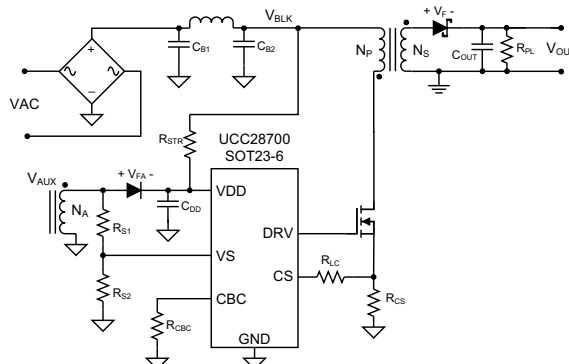 + VF -
VBLK
VOUT
CB1
CB2
NP
NS
COUT
RPL
+
−
VAC
RSTR
UCC28700
SOT23-6
VAUX
+ VFA -
NA
CDD
VDD
RS1
DRV
VS
RLC
CS
RS2
CBC
RCS
RCBC
GND